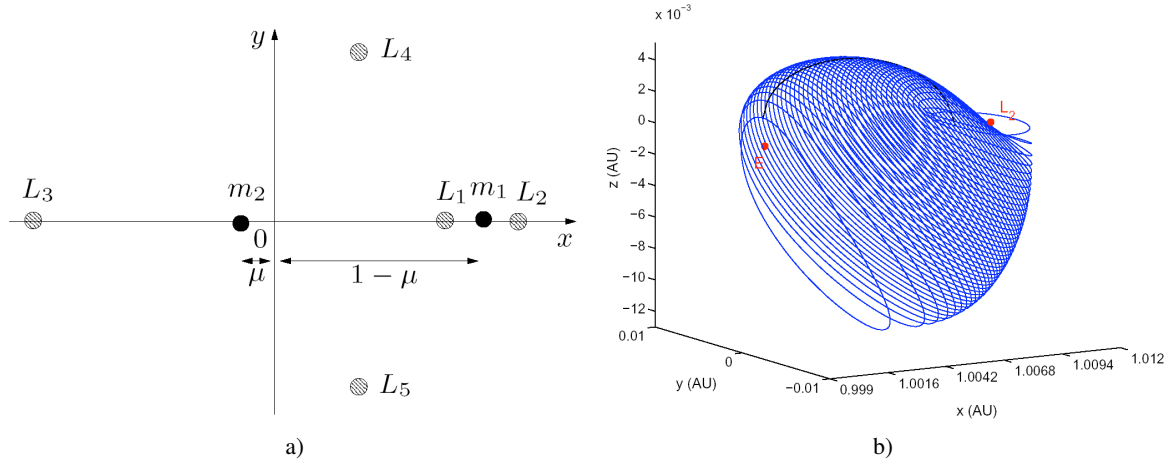 y
L₄
L₃
m₂
L₁
m₁
L₂
0
x
μ
1 − μ
L₅
a)
x 10⁻³
4
2
0
−2
−4
−6
−8
−10
−12
z (AU)
L₂
E
0.01
0
−0.01
y (AU)
0.999
1.0016
1.0042
1.0068
1.0094
1.012
x (AU)
b)